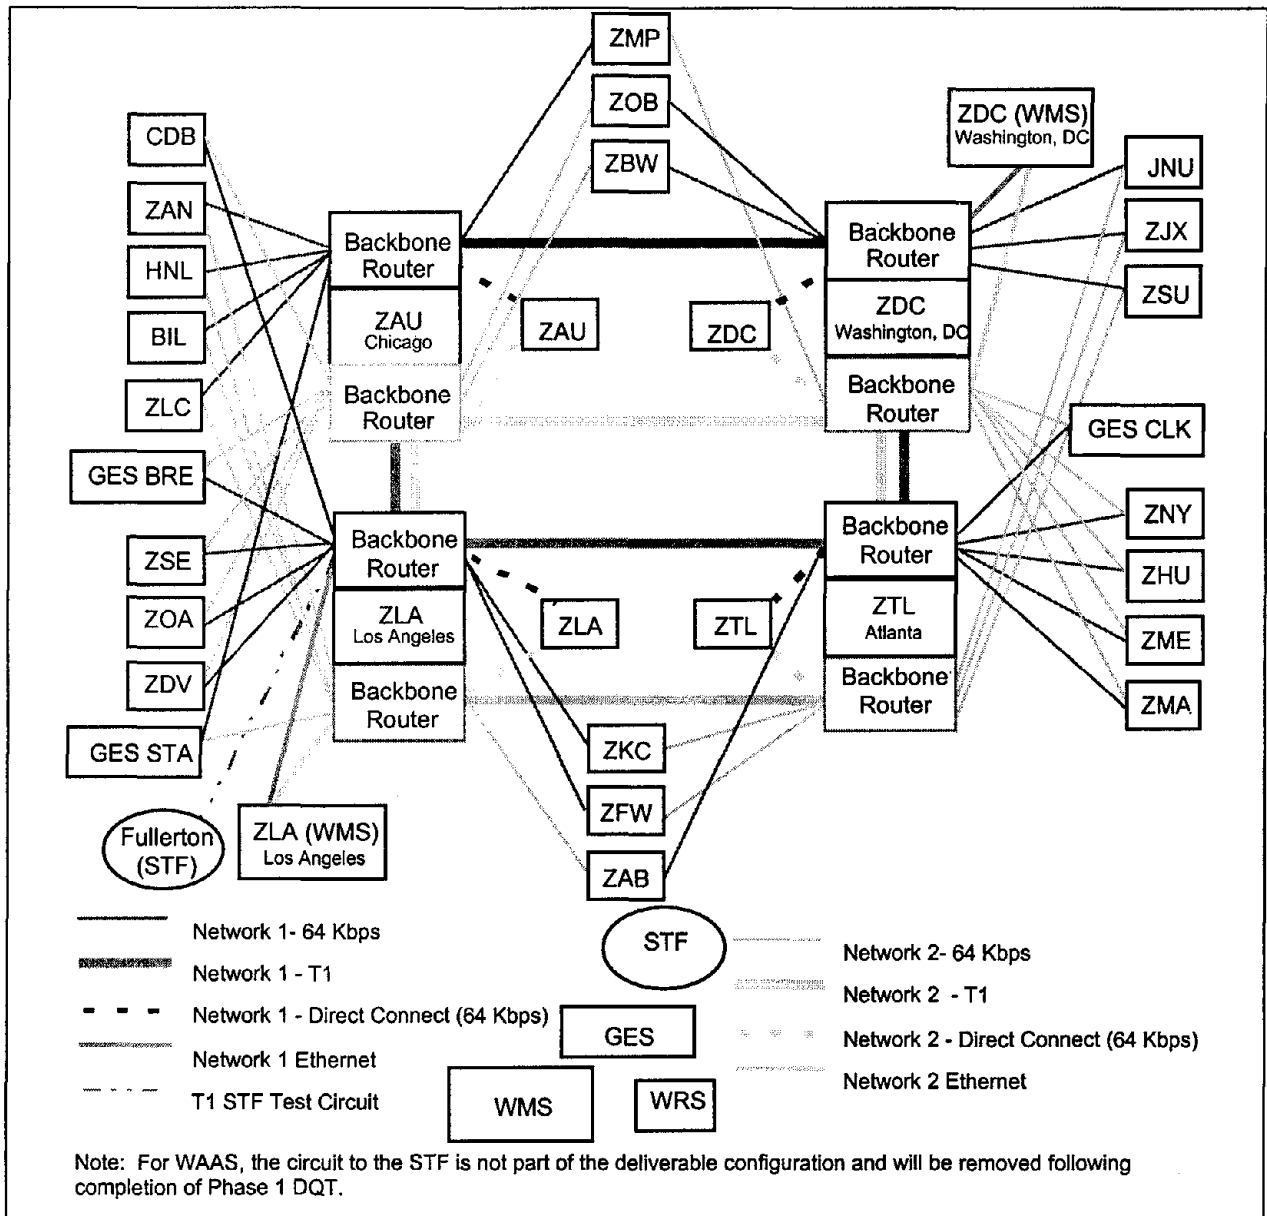 ZMP
ZOB
ZBW
ZDC (WMS)
Washington, DC
CDB
ZAN
HNL
BIL
ZLC
GES BRE
ZSE
ZOA
ZDV
GES STA
Backbone
Router
ZAU
Chicago
Backbone
Router
ZAU
ZDC
Backbone
Router
ZDC
Washington, DC
Backbone
Router
JNU
ZJX
ZSU
GES CLK
ZNY
ZHU
ZME
ZMA
Backbone
Router
ZLA
Los Angeles
Backbone
Router
ZLA
ZTL
Backbone
Router
ZTL
Atlanta
Backbone
Router
ZKC
ZFW
ZAB
Fullerton
(STF)
ZLA (WMS)
Los Angeles
Network 1- 64 Kbps
Network 1 - T1
Network 1 - Direct Connect (64 Kbps)
Network 1 Ethernet
T1 STF Test Circuit
STF
GES
WMS
WRS
Network 2- 64 Kbps
Network 2 - T1
Network 2 - Direct Connect (64 Kbps)
Network 2 Ethernet
Note: For WAAS, the circuit to the STF is not part of the deliverable configuration and will be removed following
completion of Phase 1 DQT.